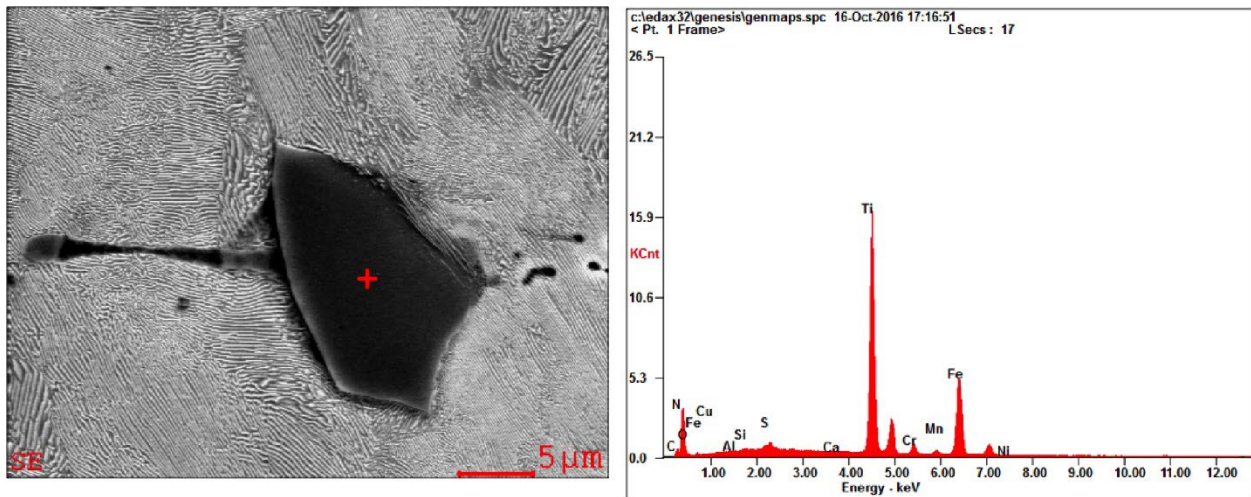 SE
5µm
c:\edax32\genesis\genmaps.spc 16-Oct-2016 17:16:51
< Pt. 1 Frame>
LSecs : 17
26.5
21.2
15.9
KCnt
10.6
5.3
0.0
Ti
Fe
N
Cu
Fe
O
C
Al
Si
S
Ca
Cr
Mn
Ni
1.00 2.00 3.00 4.00 5.00 6.00 7.00 8.00 9.00 10.00 11.00 12.00
Energy - keV